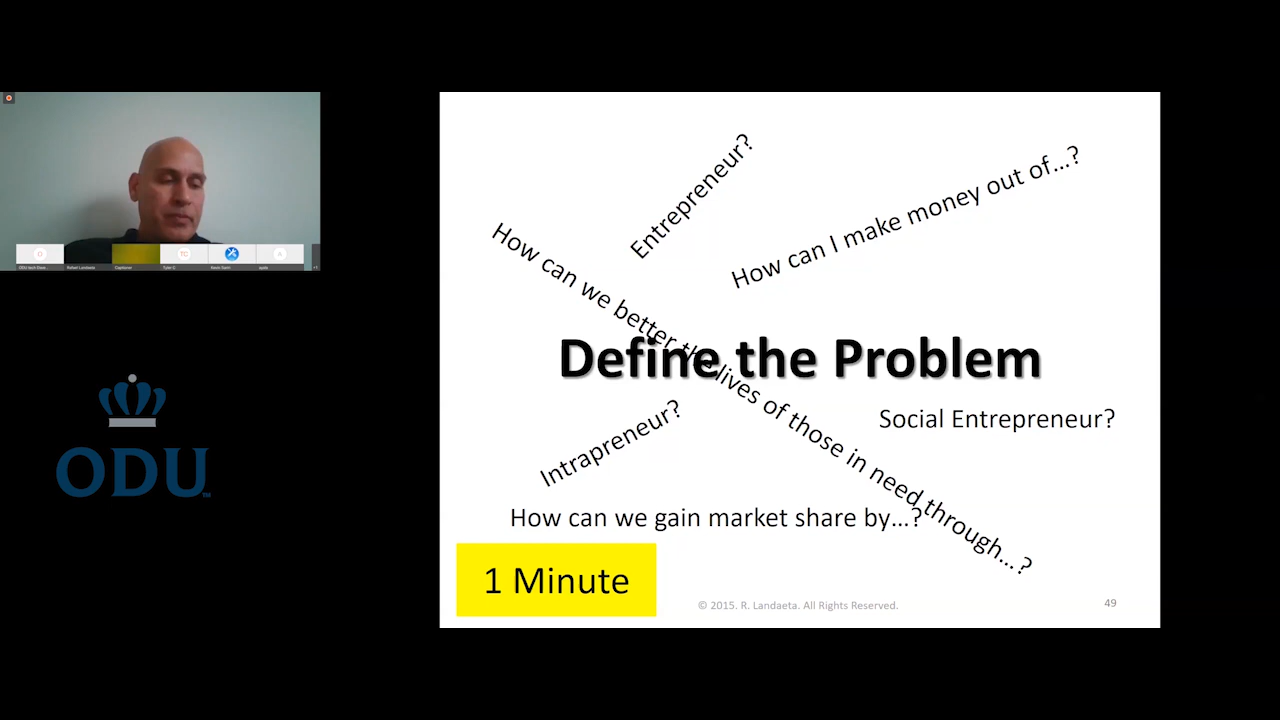 Entrepreneur?
How can I make money out of...?
How can we better the lives of those in need through...?
Define the Problem
Social Entrepreneur?
Intrapreneur?
How can we gain market share by...?
1 Minute
© 2015. R. Landaeta. All Rights Reserved.
49
TC
ODU
TM